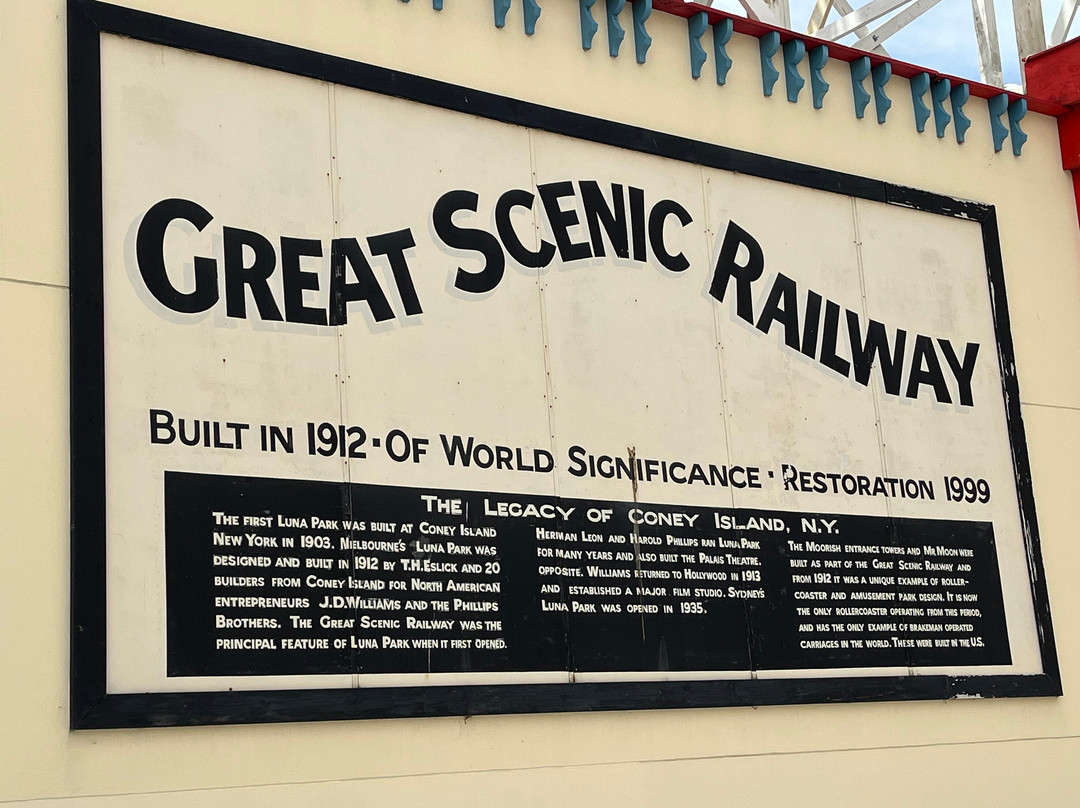 GREAT SCENIC RAILWAY
BUILT IN 1912 · OF WORLD SIGNIFICANCE · RESTORATION 1999
THE LEGACY OF CONEY ISLAND, N.Y.
THE FIRST LUNA PARK WAS BUILT AT CONEY ISLAND
NEW YORK IN 1903. MELBOURNE'S LUNA PARK WAS
DESIGNED AND BUILT IN 1912 BY T.H.ESLICK AND 20
BUILDERS FROM CONEY ISLAND FOR NORTH AMERICAN
ENTREPRENEURS J.D.WILLIAMS AND THE PHILLIPS
BROTHERS. THE GREAT SCENIC RAILWAY WAS THE
PRINCIPAL FEATURE OF LUNA PARK WHEN IT FIRST OPENED.
HERMAN LEON AND HAROLD PHILLIPS RAN LUNA PARK
FOR MANY YEARS AND ALSO BUILT THE PALAIS THEATRE.
OPPOSITE. WILLIAMS RETURNED TO HOLLYWOOD IN 1913
AND ESTABLISHED A MAJOR FILM STUDIO. SYDNEY'S
LUNA PARK WAS OPENED IN 1935.
THE MOORISH ENTRANCE TOWERS AND MR MOON WERE
BUILT AS PART OF THE GREAT SCENIC RAILWAY AND
FROM 1912 IT WAS A UNIQUE EXAMPLE OF ROLLER-
COASTER AND AMUSEMENT PARK DESIGN. IT IS NOW
THE ONLY ROLLERCOASTER OPERATING FROM THIS PERIOD,
AND HAS THE ONLY EXAMPLE OF BRAKEMAN OPERATED
CARRIAGES IN THE WORLD. THESE WERE BUILT IN THE U.S.